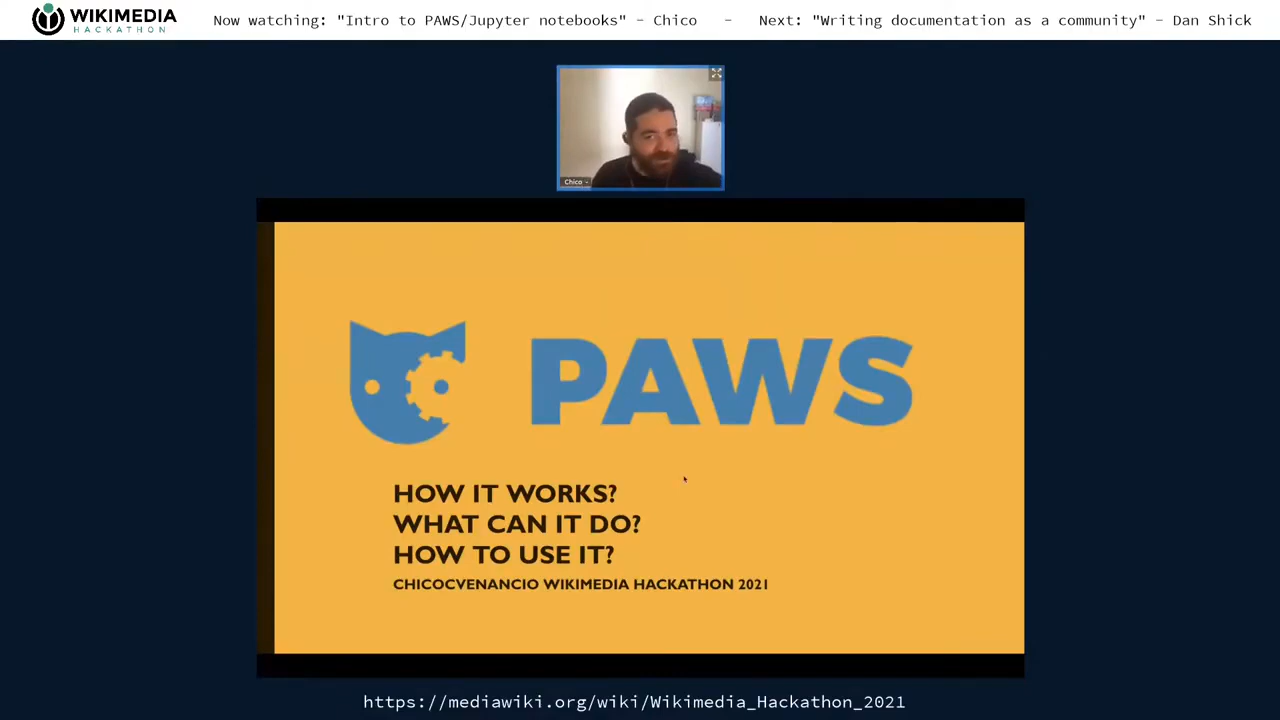 WIKIMEDIA
HACKATHON
Now watching: "Intro to PAWS/Jupyter notebooks" - Chico - Next: "Writing documentation as a community" - Dan Shick
Chico
PAWS
HOW IT WORKS?
WHAT CAN IT DO?
HOW TO USE IT?
CHICOCVENANCIO WIKIMEDIA HACKATHON 2021
https://mediawiki.org/wiki/Wikimedia_Hackathon_2021